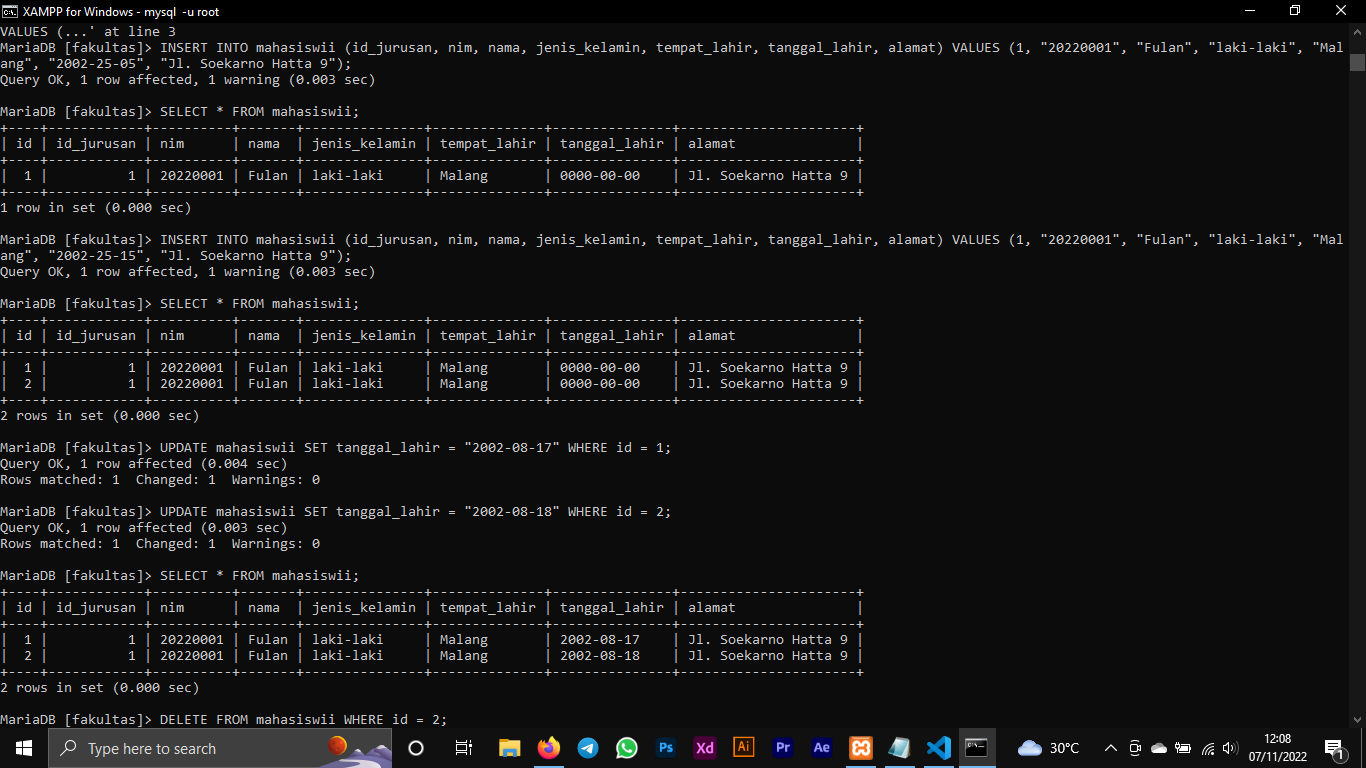 XAMPP for Windows - mysql -u root
VALUES (...' at line 3
MariaDB [fakultas]> INSERT INTO mahasiswii (id_jurusan, nim, nama, jenis_kelamin, tempat_lahir, tanggal_lahir, alamat) VALUES (1, "20220001", "Fulan", "laki-laki", "Mal
ang", "2002-25-05", "Jl. Soekarno Hatta 9");
Query OK, 1 row affected, 1 warning (0.003 sec)
MariaDB [fakultas]> SELECT * FROM mahasiswii;
+----+------------+----------+-------+---------------+--------------+---------------+----------------------+
| id | id_jurusan | nim      | nama  | jenis_kelamin | tempat_lahir | tanggal_lahir | alamat               |
+----+------------+----------+-------+---------------+--------------+---------------+----------------------+
|  1 |          1 | 20220001 | Fulan | laki-laki     | Malang       | 0000-00-00    | Jl. Soekarno Hatta 9 |
+----+------------+----------+-------+---------------+--------------+---------------+----------------------+
1 row in set (0.000 sec)
MariaDB [fakultas]> INSERT INTO mahasiswii (id_jurusan, nim, nama, jenis_kelamin, tempat_lahir, tanggal_lahir, alamat) VALUES (1, "20220001", "Fulan", "laki-laki", "Mal
ang", "2002-25-15", "Jl. Soekarno Hatta 9");
Query OK, 1 row affected, 1 warning (0.003 sec)
MariaDB [fakultas]> SELECT * FROM mahasiswii;
+----+------------+----------+-------+---------------+--------------+---------------+----------------------+
| id | id_jurusan | nim      | nama  | jenis_kelamin | tempat_lahir | tanggal_lahir | alamat               |
+----+------------+----------+-------+---------------+--------------+---------------+----------------------+
|  1 |          1 | 20220001 | Fulan | laki-laki     | Malang       | 0000-00-00    | Jl. Soekarno Hatta 9 |
|  2 |          1 | 20220001 | Fulan | laki-laki     | Malang       | 0000-00-00    | Jl. Soekarno Hatta 9 |
+----+------------+----------+-------+---------------+--------------+---------------+----------------------+
2 rows in set (0.000 sec)
MariaDB [fakultas]> UPDATE mahasiswii SET tanggal_lahir = "2002-08-17" WHERE id = 1;
Query OK, 1 row affected (0.004 sec)
Rows matched: 1  Changed: 1  Warnings: 0
MariaDB [fakultas]> UPDATE mahasiswii SET tanggal_lahir = "2002-08-18" WHERE id = 2;
Query OK, 1 row affected (0.003 sec)
Rows matched: 1  Changed: 1  Warnings: 0
MariaDB [fakultas]> SELECT * FROM mahasiswii;
+----+------------+----------+-------+---------------+--------------+---------------+----------------------+
| id | id_jurusan | nim      | nama  | jenis_kelamin | tempat_lahir | tanggal_lahir | alamat               |
+----+------------+----------+-------+---------------+--------------+---------------+----------------------+
|  1 |          1 | 20220001 | Fulan | laki-laki     | Malang       | 2002-08-17    | Jl. Soekarno Hatta 9 |
|  2 |          1 | 20220001 | Fulan | laki-laki     | Malang       | 2002-08-18    | Jl. Soekarno Hatta 9 |
+----+------------+----------+-------+---------------+--------------+---------------+----------------------+
2 rows in set (0.000 sec)
MariaDB [fakultas]> DELETE FROM mahasiswii WHERE id = 2;
Type here to search
Ps
Xd
Ai
Pr
Ae
30°C
12:08
07/11/2022
1